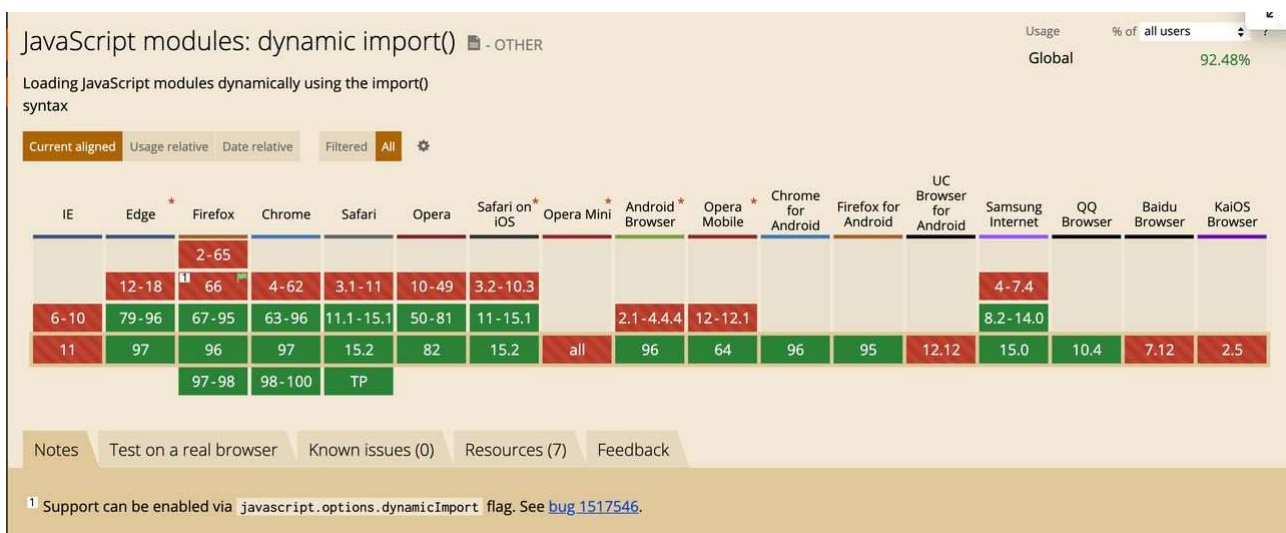 JavaScript modules: dynamic import() - OTHER
Usage % of all users ?
Global 92.48%
Loading JavaScript modules dynamically using the import()
syntax
Current aligned Usage relative Date relative Filtered All
IE Edge * Firefox Chrome Safari Opera Safari on * iOS Opera Mini Android * Browser Opera * Mobile Chrome for Android Firefox for Android UC Browser for Android Samsung Internet QQ Browser Baidu Browser KaiOS Browser
2-65
12-18 1 66 4-62 3.1-11 10-49 3.2-10.3 4-7.4
6-10 79-96 67-95 63-96 11.1-15.1 50-81 11-15.1 2.1-4.4.4 12-12.1 8.2-14.0
11 97 96 97 15.2 82 15.2 all 96 64 96 95 12.12 15.0 10.4 7.12 2.5
97-98 98-100 TP
Notes Test on a real browser Known issues (0) Resources (7) Feedback
1 Support can be enabled via javascript.options.dynamicImport flag. See bug 1517546.